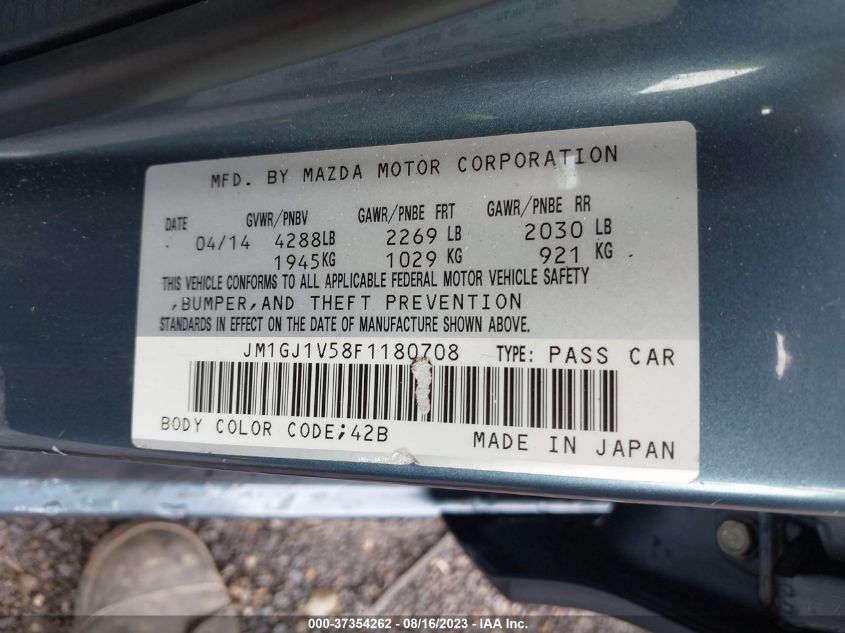 MFD. BY MAZDA MOTOR CORPORATION
DATE GVWR/PNBV GAWR/PNBE FRT GAWR/PNBE RR
04/14 4288LB 2269 LB 2030 LB
1945KG 1029 KG 921 KG
THIS VEHICLE CONFORMS TO ALL APPLICABLE FEDERAL MOTOR VEHICLE SAFETY
,BUMPER,AND THEFT PREVENTION
STANDARDS IN EFFECT ON THE DATE OF MANUFACTURE SHOWN ABOVE.
JM1GJ1V58F1180708 TYPE: PASS CAR
BODY COLOR CODE;42B MADE IN JAPAN
000-37354262 - 08/16/2023 - IAA Inc.